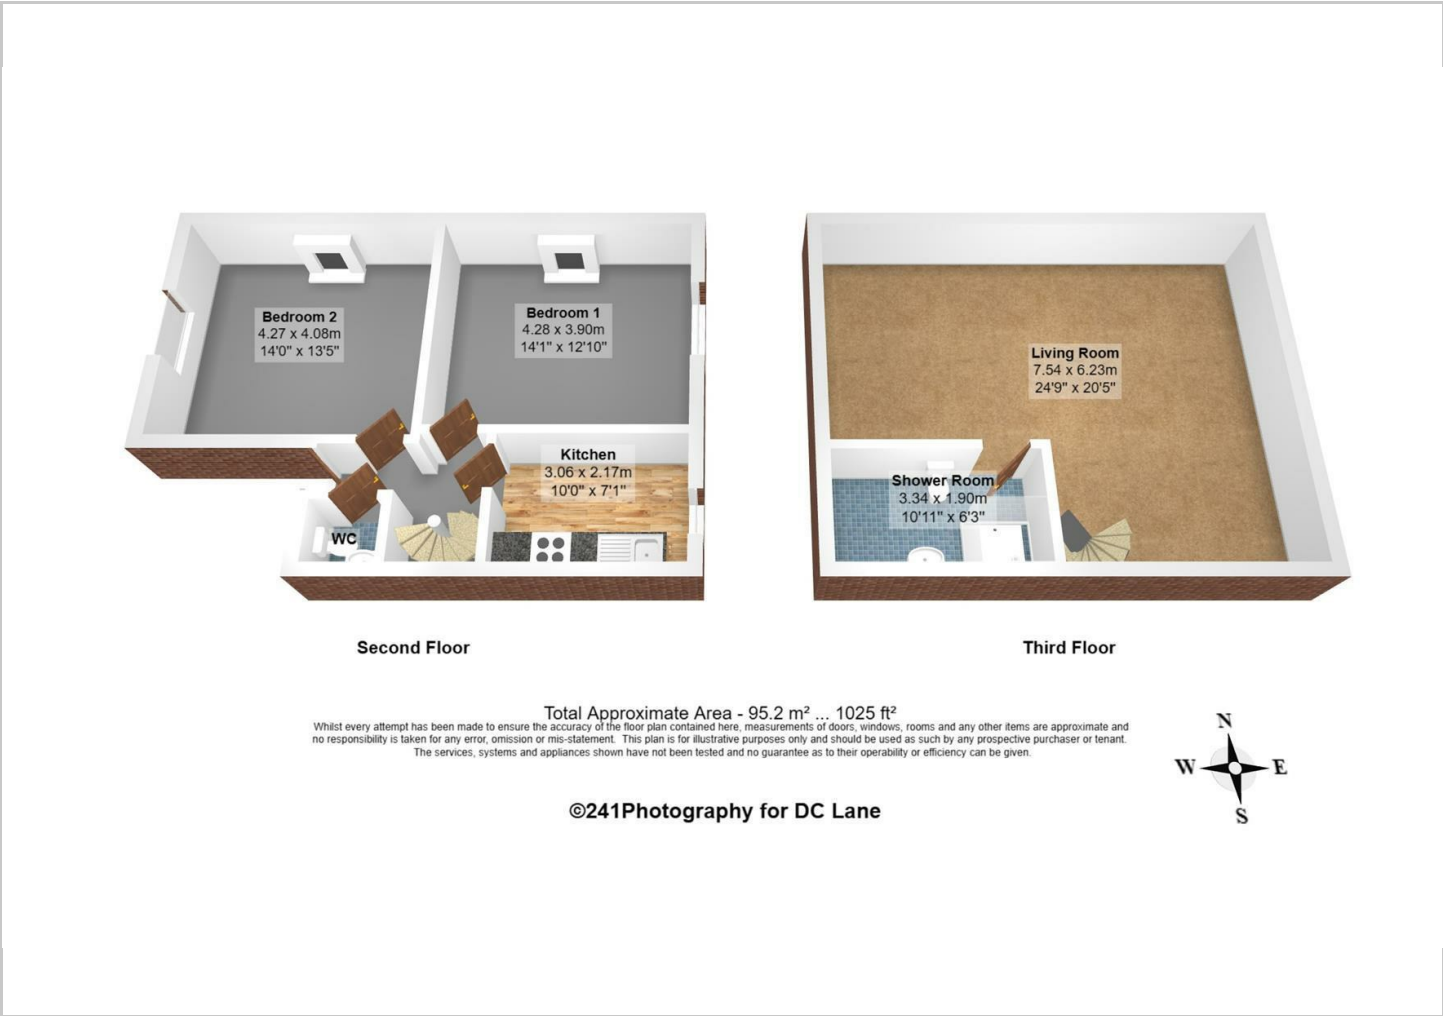 Bedroom 2
4.27 x 4.08m
14'0" x 13'5"
Bedroom 1
4.28 x 3.90m
14'1" x 12'10"
Kitchen
3.06 x 2.17m
10'0" x 7'1"
WC
Living Room
7.54 x 6.23m
24'9" x 20'5"
Shower Room
3.34 x 1.90m
10'11" x 6'3"
Second Floor
Third Floor
Total Approximate Area - 95.2 m² ... 1025 ft²
Whilst every attempt has been made to ensure the accuracy of the floor plan contained here, measurements of doors, windows, rooms and any other items are approximate and
no responsibility is taken for any error, omission or mis-statement. This plan is for illustrative purposes only and should be used as such by any prospective purchaser or tenant.
The services, systems and appliances shown have not been tested and no guarantee as to their operability or efficiency can be given.
N
W E
S
©241Photography for DC Lane